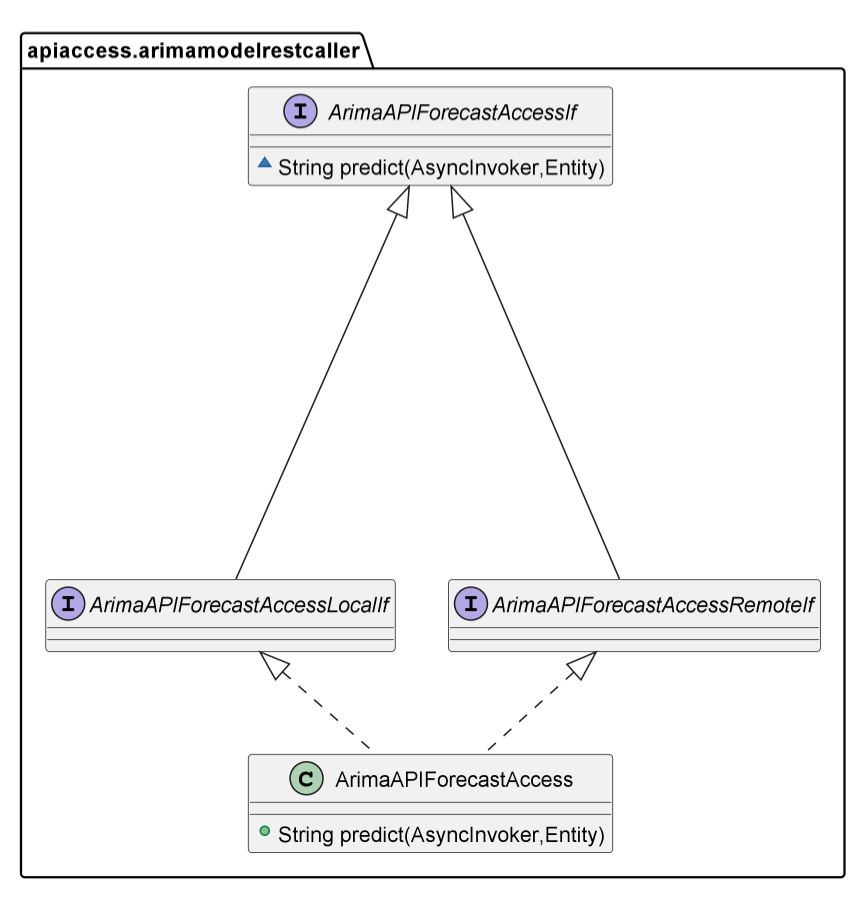 apiaccess.arimamodelrestcaller
I ArimaAPIForecastAccessIf
String predict(AsyncInvoker,Entity)
I ArimaAPIForecastAccessLocalIf
I ArimaAPIForecastAccessRemoteIf
C ArimaAPIForecastAccess
String predict(AsyncInvoker,Entity)